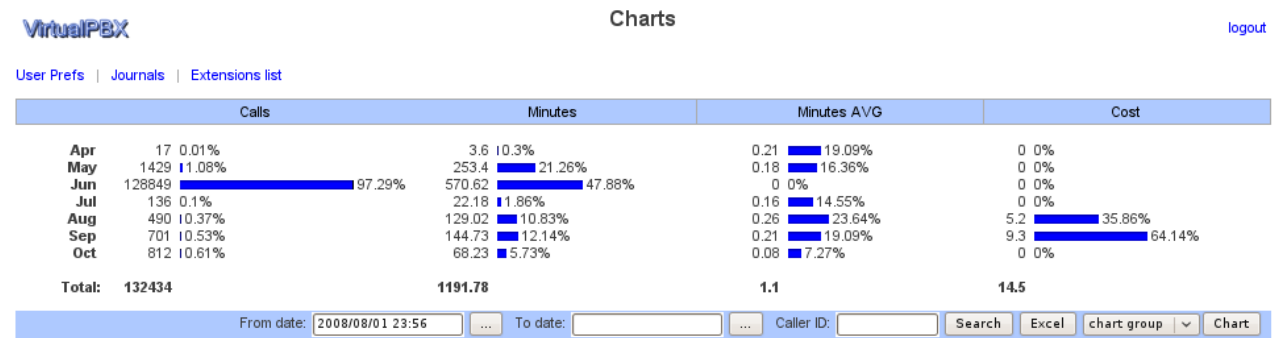 VirtualPBX
Charts
logout
User Prefs | Journals | Extensions list
Calls Minutes Minutes AVG Cost
Apr 17 0.01% 3.6 0.3% 0.21 19.09% 0 0%
May 1429 1.08% 253.4 21.26% 0.18 16.36% 0 0%
Jun 128849 97.29% 570.62 47.88% 0 0% 0 0%
Jul 136 0.1% 22.18 1.86% 0.16 14.55% 0 0%
Aug 490 0.37% 129.02 10.83% 0.26 23.64% 5.2 35.86%
Sep 701 0.53% 144.73 12.14% 0.21 19.09% 9.3 64.14%
Oct 812 0.61% 68.23 5.73% 0.08 7.27% 0 0%
Total: 132434 1191.78 1.1 14.5
From date: 2008/08/01 23:56 ... To date: ... Caller ID: Search Excel chart group Chart